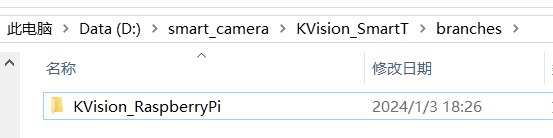 此电脑 > Data (D:) > smart_camera > KVision_SmartT > branches >
名称 修改日期
KVision_RaspberryPi 2024/1/3 18:26